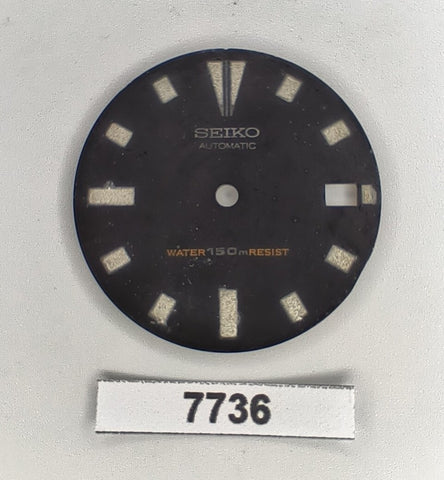 SEIKO
AUTOMATIC
WATER 150m RESIST
7736